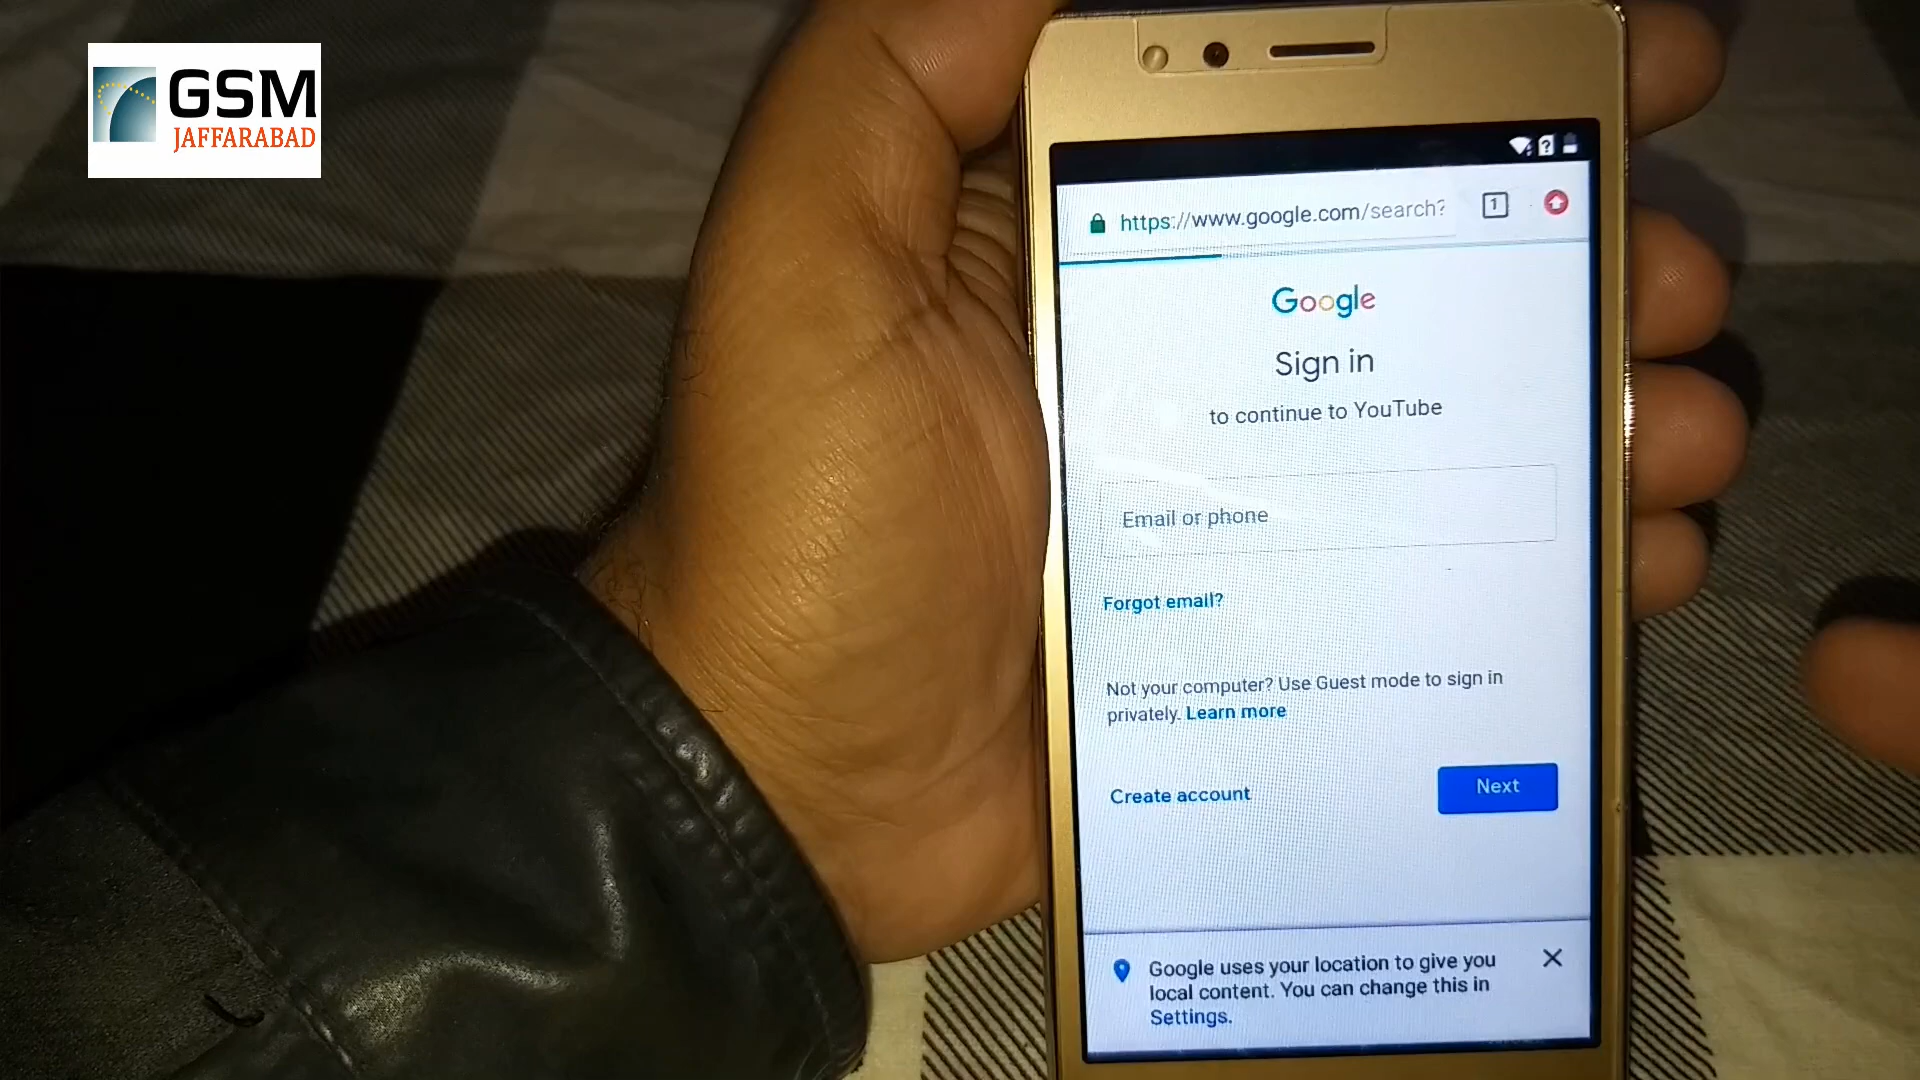 GSM
JAFFARABAD
https://www.google.com/search?
1
Google
Sign in
to continue to YouTube
Email or phone
Forgot email?
Not your computer? Use Guest mode to sign in
privately. Learn more
Create account
Next
Google uses your location to give you
local content. You can change this in
Settings.